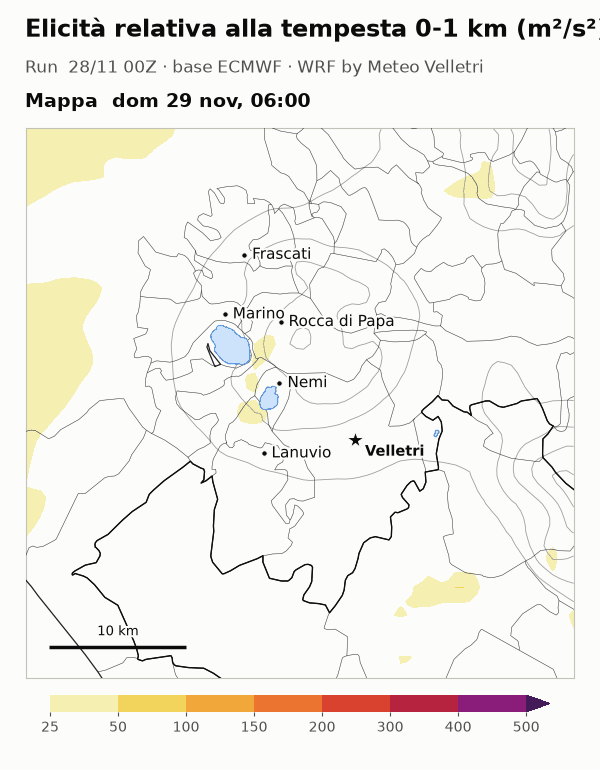 Elicità relativa alla tempesta 0-1 km (m²/s²)
Run 28/11 00Z · base ECMWF · WRF by Meteo Velletri
Mappa dom 29 nov, 06:00
Frascati
Marino
Rocca di Papa
Nemi
Velletri
Lanuvio
10 km
25 50 100 150 200 300 400 500